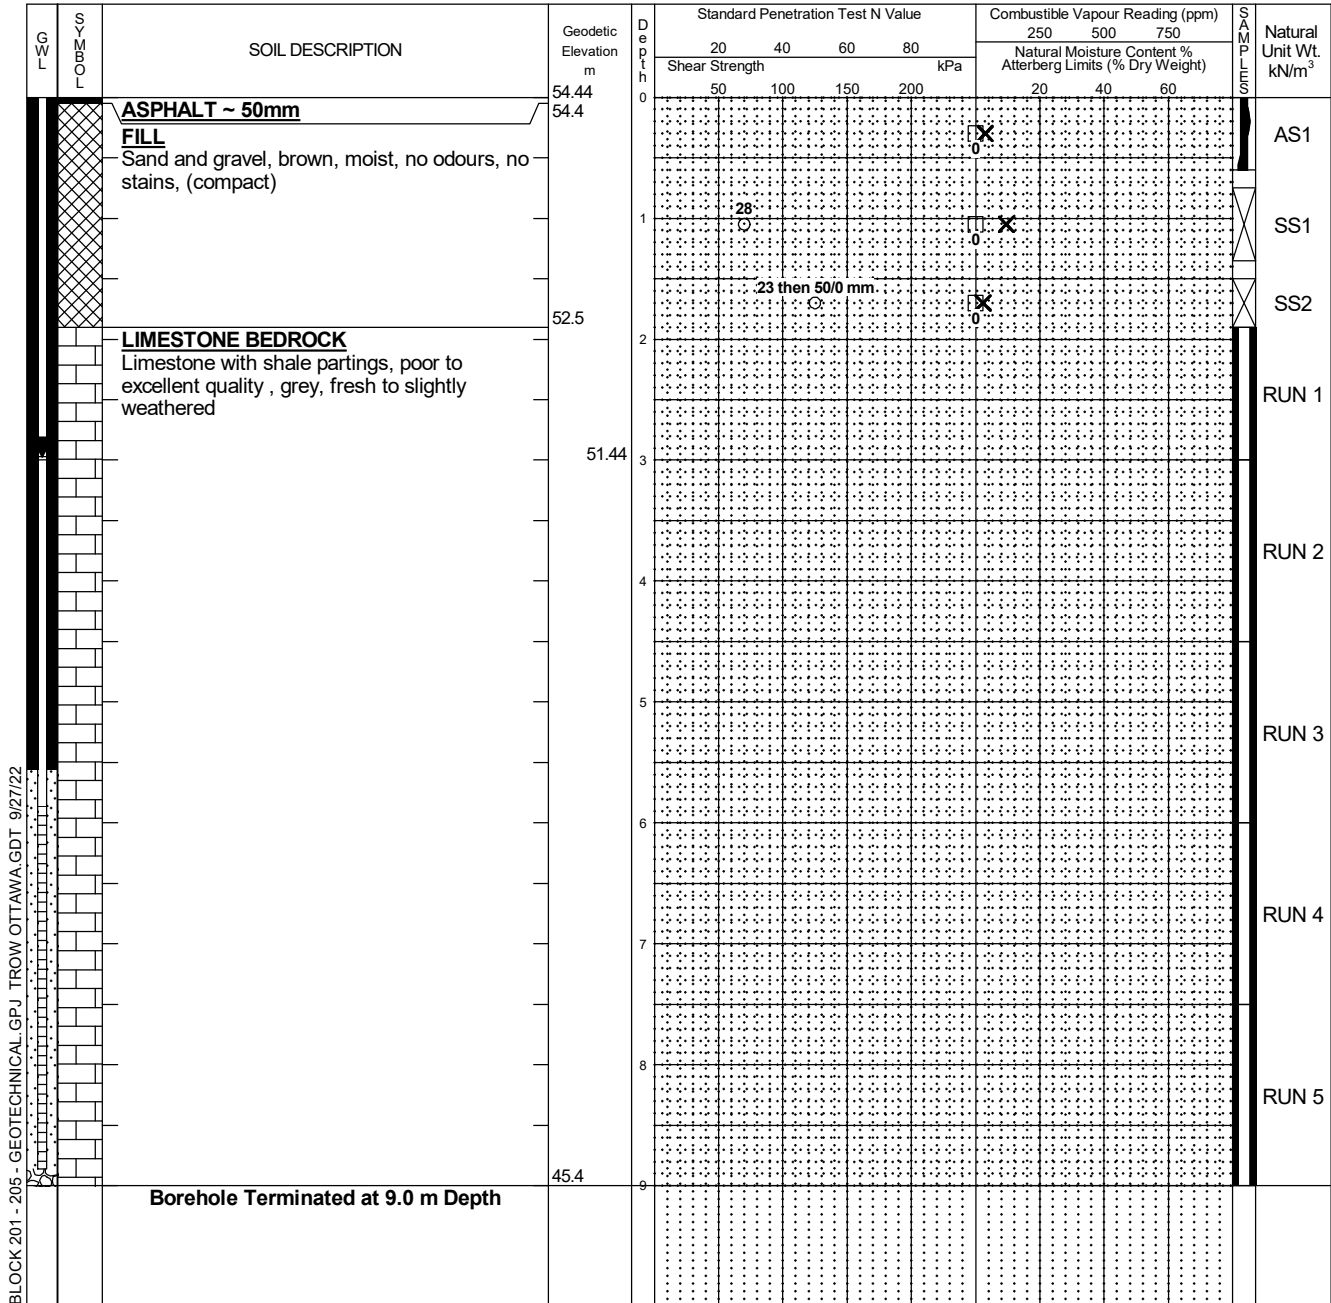 GWL
SYMBOL
SOIL DESCRIPTION
Geodetic
Elevation
m
Depth
Standard Penetration Test N Value
20 40 60 80
Shear Strength kPa
50 100 150 200
Combustible Vapour Reading (ppm)
250 500 750
Natural Moisture Content %
Atterberg Limits (% Dry Weight)
20 40 60
SAMPLES
Natural
Unit Wt.
kN/m³
54.44
0
ASPHALT ~ 50mm
54.4
FILL
Sand and gravel, brown, moist, no odours, no
stains, (compact)
0
AS1
28
1
0
SS1
23 then 50/0 mm
0
SS2
52.5
LIMESTONE BEDROCK
Limestone with shale partings, poor to
excellent quality , grey, fresh to slightly
weathered
2
RUN 1
51.44
3
RUN 2
4
5
RUN 3
6
RUN 4
7
8
RUN 5
45.4
9
Borehole Terminated at 9.0 m Depth
BLOCK 201 - 205 - GEOTECHNICAL.GPJ TROW OTTAWA.GDT 9/27/22